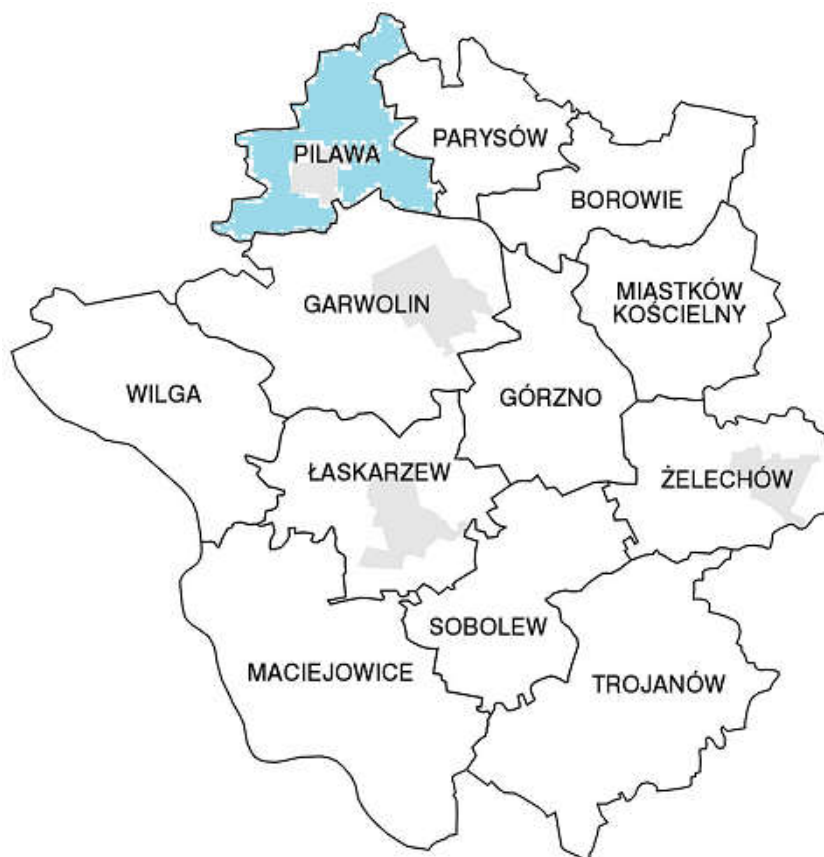 PILAWA
PARYSÓW
BOROWIE
GARWOLIN
MIASTKÓW
KOŚCIELNY
WILGA
GÓRZNO
ŁASKARZEW
ŻELECHÓW
SOBOLEW
MACIEJOWICE
TROJANÓW